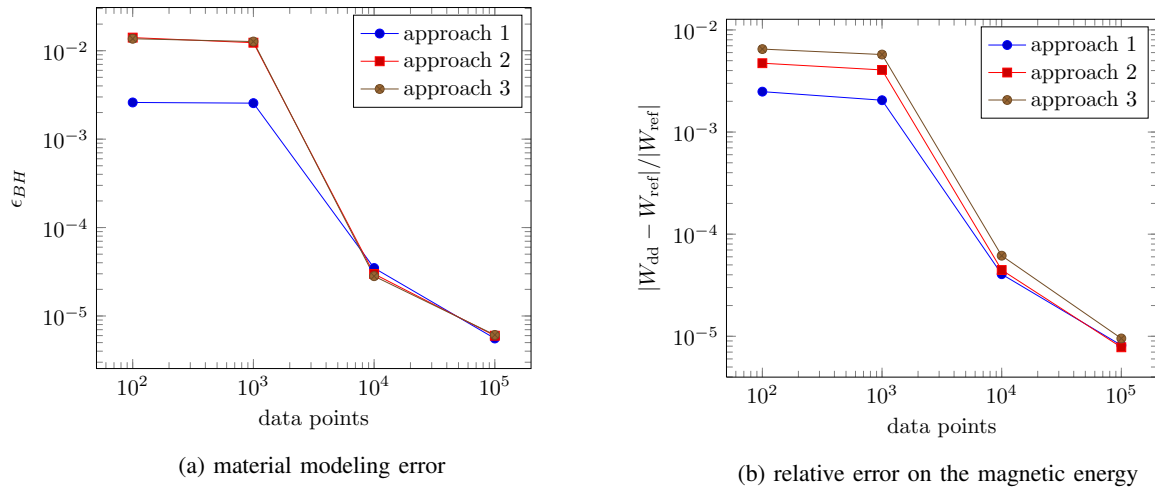 10^−2
10^−3
10^−4
10^−5
ϵ_BH
10^2
10^3
10^4
10^5
data points
approach 1
approach 2
approach 3
(a) material modeling error
10^−2
10^−3
10^−4
10^−5
|W_dd − W_ref|/|W_ref|
10^2
10^3
10^4
10^5
data points
approach 1
approach 2
approach 3
(b) relative error on the magnetic energy